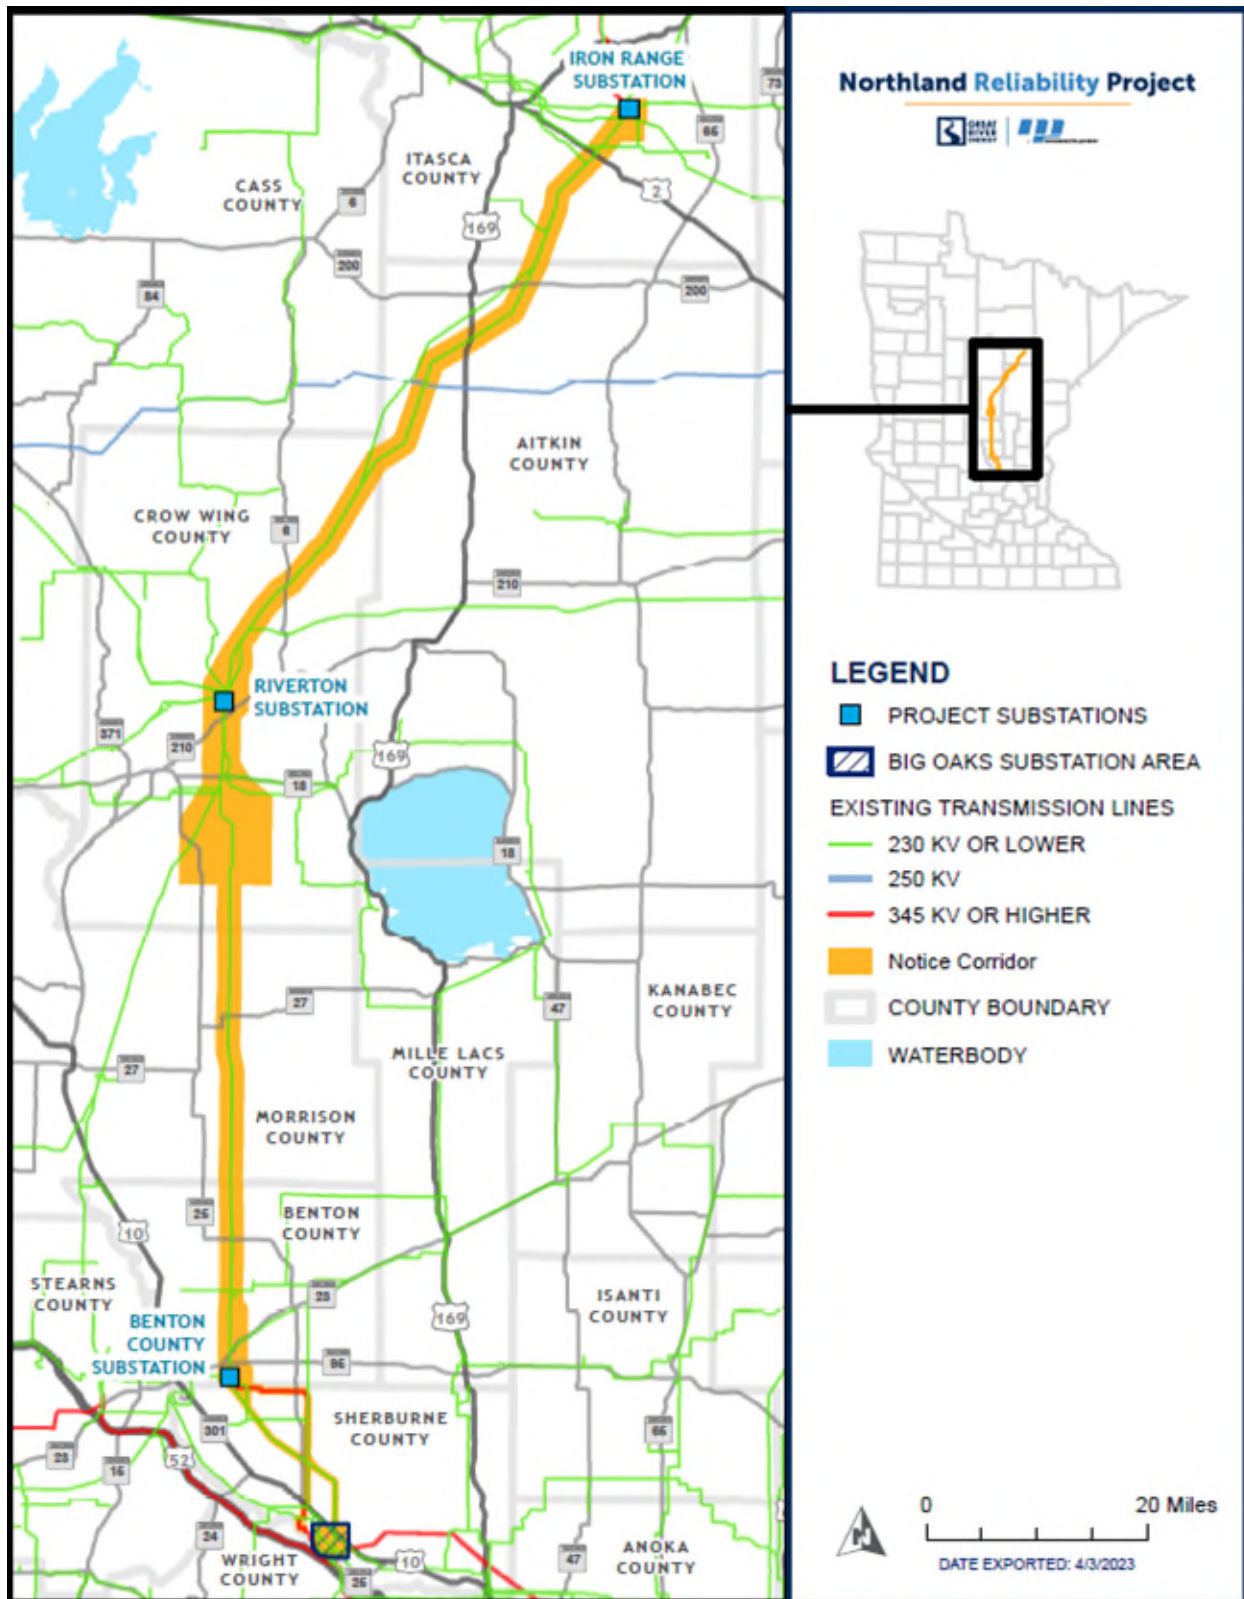 IRON RANGE
SUBSTATION
73
65
ITASCA
COUNTY
CASS
COUNTY
6
2
169
200
200
84
AITKIN
COUNTY
CROW WING
COUNTY
6
210
RIVERTON
SUBSTATION
371
210
169
18
18
27
KANABEC
COUNTY
47
MILLE LACS
COUNTY
27
MORRISON
COUNTY
25
BENTON
COUNTY
10
STEARNS
COUNTY
23
ISANTI
COUNTY
169
BENTON
COUNTY
SUBSTATION
95
SHERBURNE
COUNTY
301
65
23
15
52
24
WRIGHT
COUNTY
10
25
ANOKA
COUNTY
47
Northland Reliability Project
GREAT
RIVER
ENERGY
LEGEND
PROJECT SUBSTATIONS
BIG OAKS SUBSTATION AREA
EXISTING TRANSMISSION LINES
230 KV OR LOWER
250 KV
345 KV OR HIGHER
Notice Corridor
COUNTY BOUNDARY
WATERBODY
N
0 20 Miles
DATE EXPORTED: 4/3/2023